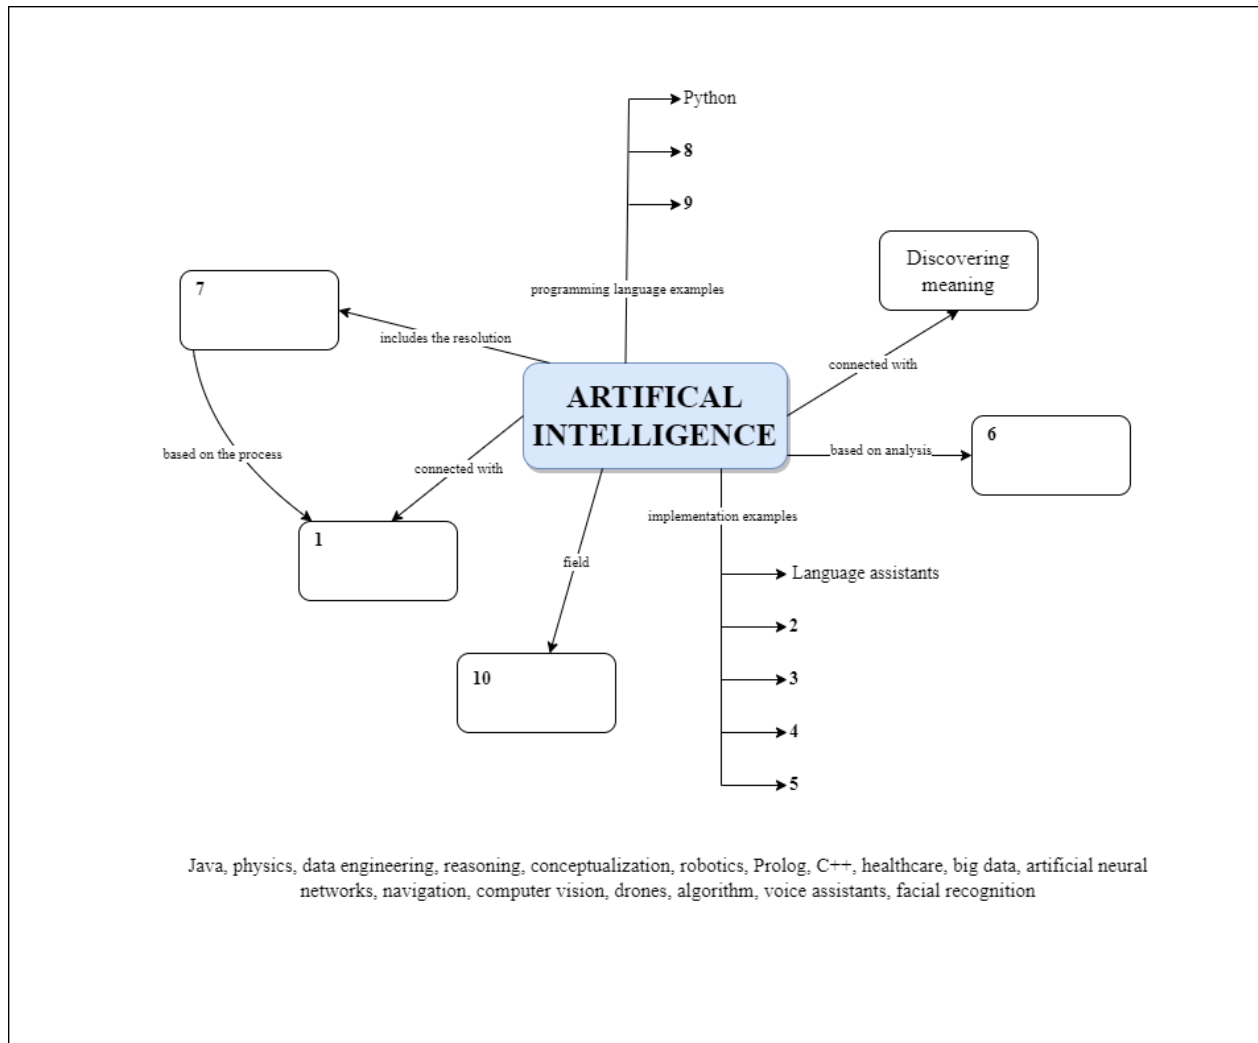 Python
8
9
programming language examples
Discovering
meaning
7
includes the resolution
connected with
ARTIFICAL
INTELLIGENCE
6
based on analysis
based on the process
connected with
1
implementation examples
field
Language assistants
2
10
3
4
5
Java, physics, data engineering, reasoning, conceptualization, robotics, Prolog, C++, healthcare, big data, artificial neural
networks, navigation, computer vision, drones, algorithm, voice assistants, facial recognition